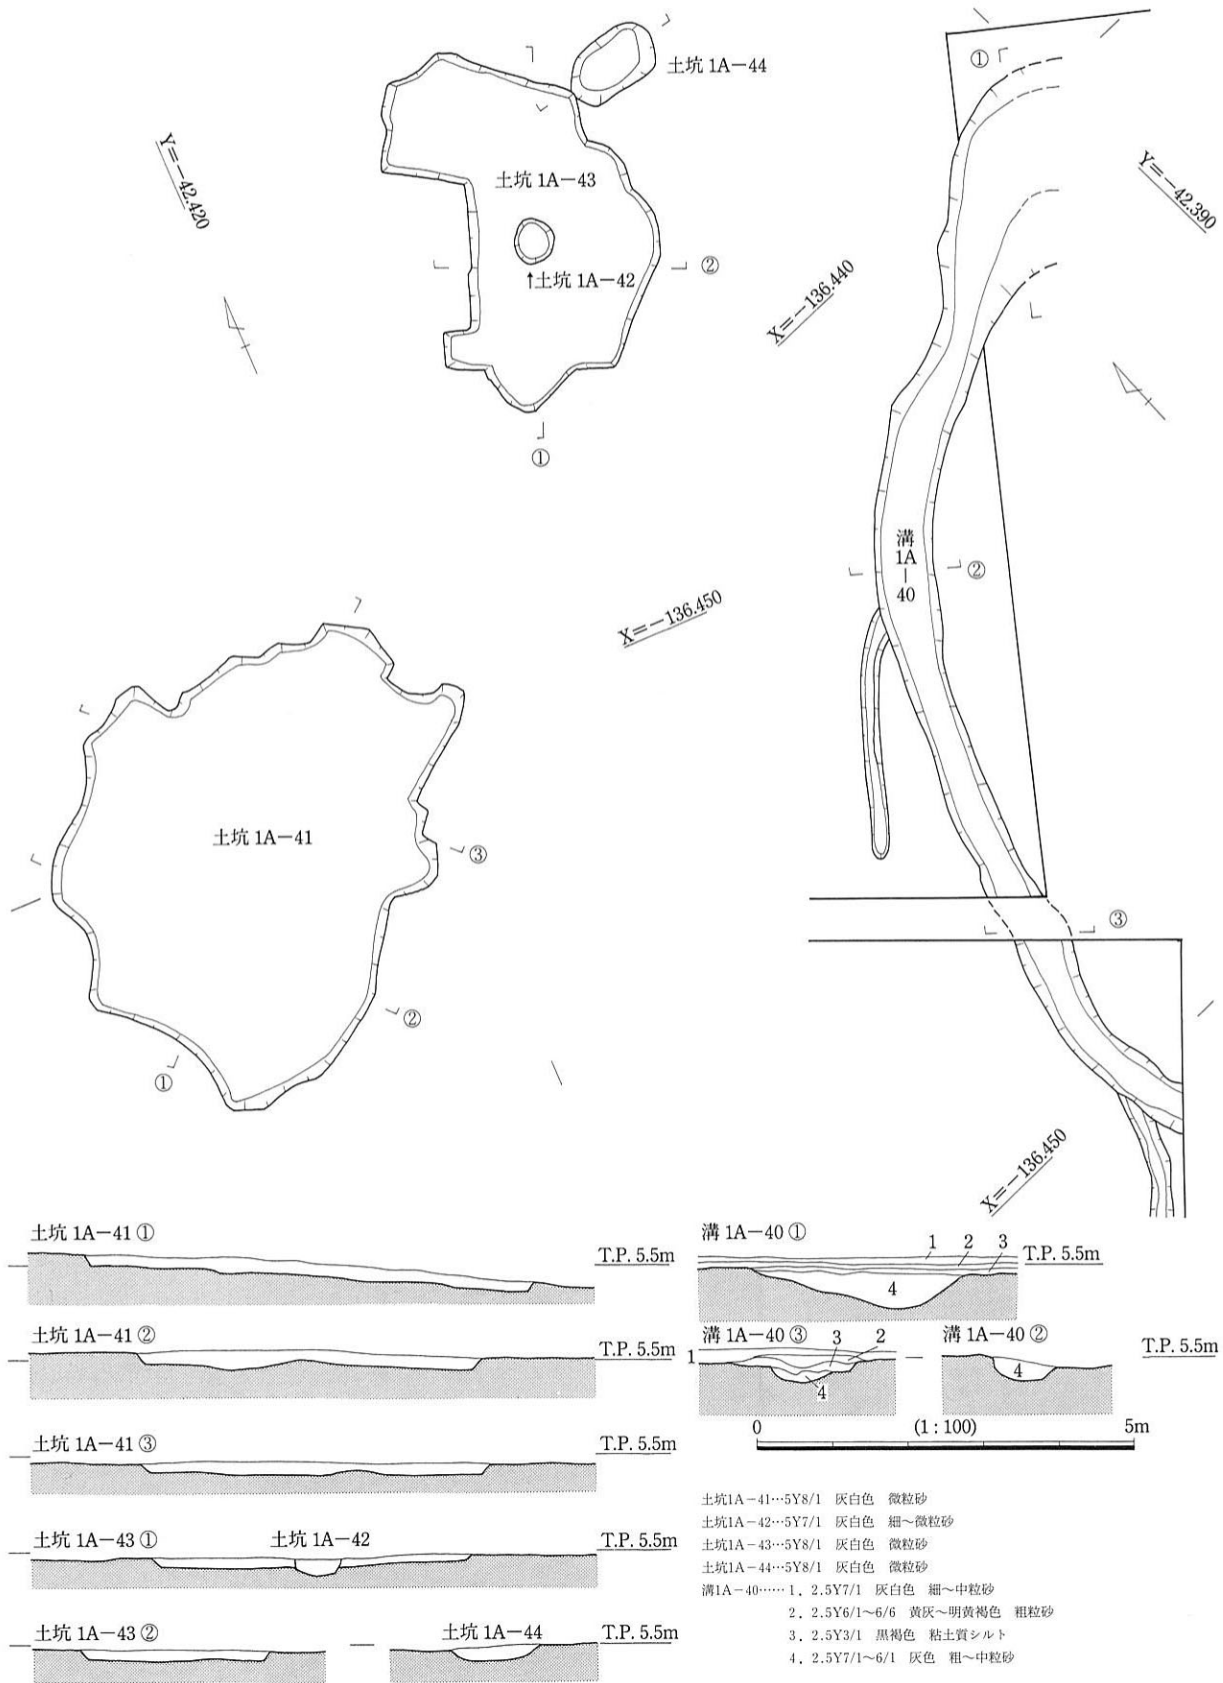 土坑 1A-44
①
Y=-42.420
土坑 1A-43
Y=-42.390
↑土坑 1A-42
②
X=-136.440
①
溝
1A
|
40
②
X=-136.450
土坑 1A-41
③
③
②
①
X=-136.450
土坑 1A-41 ①
T.P. 5.5m
土坑 1A-41 ②
T.P. 5.5m
土坑 1A-41 ③
T.P. 5.5m
土坑 1A-43 ①
土坑 1A-42
T.P. 5.5m
土坑 1A-43 ②
土坑 1A-44
T.P. 5.5m
溝 1A-40 ①
1
2
3
T.P. 5.5m
4
溝 1A-40 ③
3
2
1
4
溝 1A-40 ②
4
T.P. 5.5m
0
(1 : 100)
5m
土坑1A-41…5Y8/1 灰白色 微粒砂
土坑1A-42…5Y7/1 灰白色 細～微粒砂
土坑1A-43…5Y8/1 灰白色 微粒砂
土坑1A-44…5Y8/1 灰白色 微粒砂
溝1A-40……1．2.5Y7/1 灰白色 細～中粒砂
2．2.5Y6/1～6/6 黄灰～明黄褐色 粗粒砂
3．2.5Y3/1 黒褐色 粘土質シルト
4．2.5Y7/1～6/1 灰色 粗～中粒砂